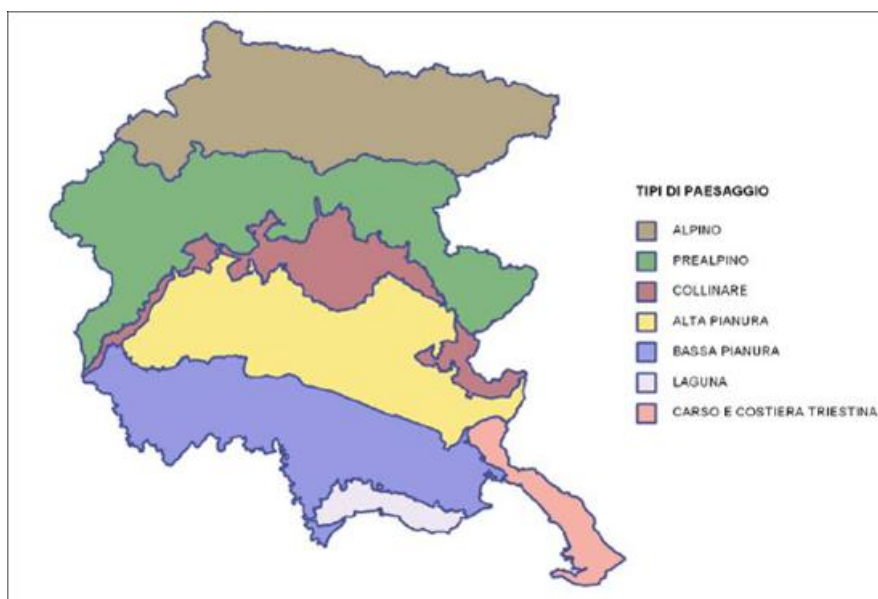 TIPI DI PAESAGGIO
ALPINO
PREALPINO
COLLINARE
ALTA PIANURA
BASSA PIANURA
LAGUNA
CARSO E COSTIERA TRIESTINA